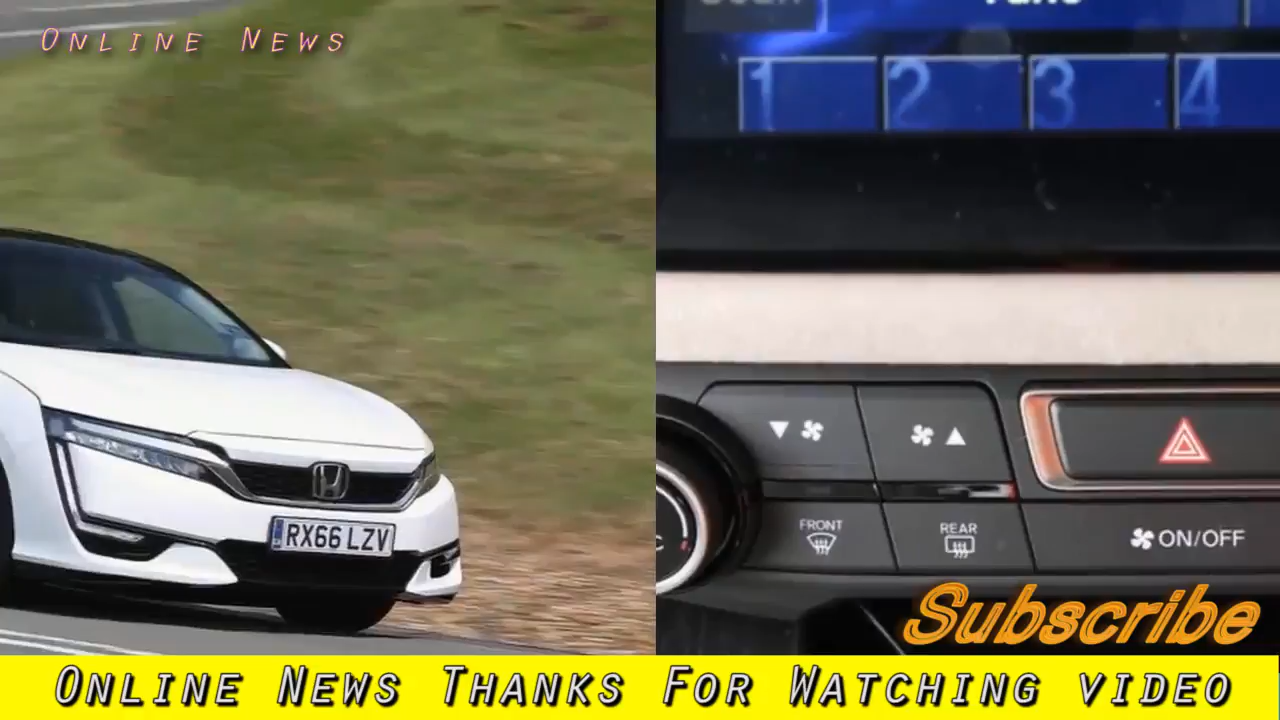 Online News
1 2 3 4
RX66 LZV
FRONT
REAR
ON/OFF
Subscribe
Online News Thanks For Watching video